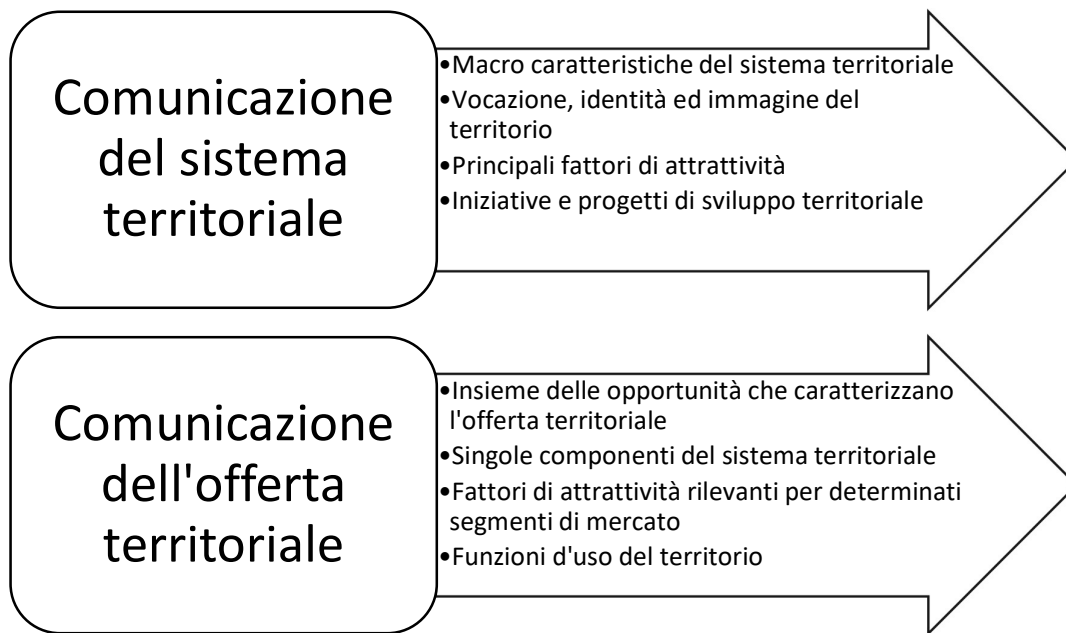 Comunicazione
del sistema
territoriale
•Macro caratteristiche del sistema territoriale
•Vocazione, identità ed immagine del
territorio
•Principali fattori di attrattività
•Iniziative e progetti di sviluppo territoriale
Comunicazione
dell'offerta
territoriale
•Insieme delle opportunità che caratterizzano
l'offerta territoriale
•Singole componenti del sistema territoriale
•Fattori di attrattività rilevanti per determinati
segmenti di mercato
•Funzioni d'uso del territorio